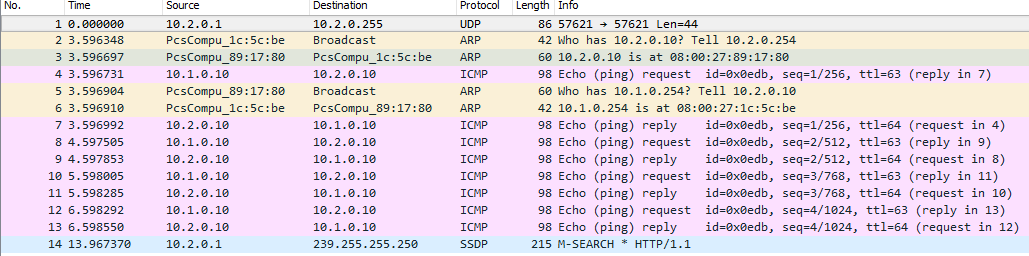 No. Time Source Destination Protocol Length Info
1 0.000000 10.2.0.1 10.2.0.255 UDP 86 57621 → 57621 Len=44
2 3.596348 PcsCompu_1c:5c:be Broadcast ARP 42 Who has 10.2.0.10? Tell 10.2.0.254
3 3.596697 PcsCompu_89:17:80 PcsCompu_1c:5c:be ARP 60 10.2.0.10 is at 08:00:27:89:17:80
4 3.596731 10.1.0.10 10.2.0.10 ICMP 98 Echo (ping) request id=0x0edb, seq=1/256, ttl=63 (reply in 7)
5 3.596904 PcsCompu_89:17:80 Broadcast ARP 60 Who has 10.1.0.254? Tell 10.2.0.10
6 3.596910 PcsCompu_1c:5c:be PcsCompu_89:17:80 ARP 42 10.1.0.254 is at 08:00:27:1c:5c:be
7 3.596992 10.2.0.10 10.1.0.10 ICMP 98 Echo (ping) reply id=0x0edb, seq=1/256, ttl=64 (request in 4)
8 4.597505 10.1.0.10 10.2.0.10 ICMP 98 Echo (ping) request id=0x0edb, seq=2/512, ttl=63 (reply in 9)
9 4.597853 10.2.0.10 10.1.0.10 ICMP 98 Echo (ping) reply id=0x0edb, seq=2/512, ttl=64 (request in 8)
10 5.598005 10.1.0.10 10.2.0.10 ICMP 98 Echo (ping) request id=0x0edb, seq=3/768, ttl=63 (reply in 11)
11 5.598285 10.2.0.10 10.1.0.10 ICMP 98 Echo (ping) reply id=0x0edb, seq=3/768, ttl=64 (request in 10)
12 6.598292 10.1.0.10 10.2.0.10 ICMP 98 Echo (ping) request id=0x0edb, seq=4/1024, ttl=63 (reply in 13)
13 6.598550 10.2.0.10 10.1.0.10 ICMP 98 Echo (ping) reply id=0x0edb, seq=4/1024, ttl=64 (request in 12)
14 13.967370 10.2.0.1 239.255.255.250 SSDP 215 M-SEARCH * HTTP/1.1